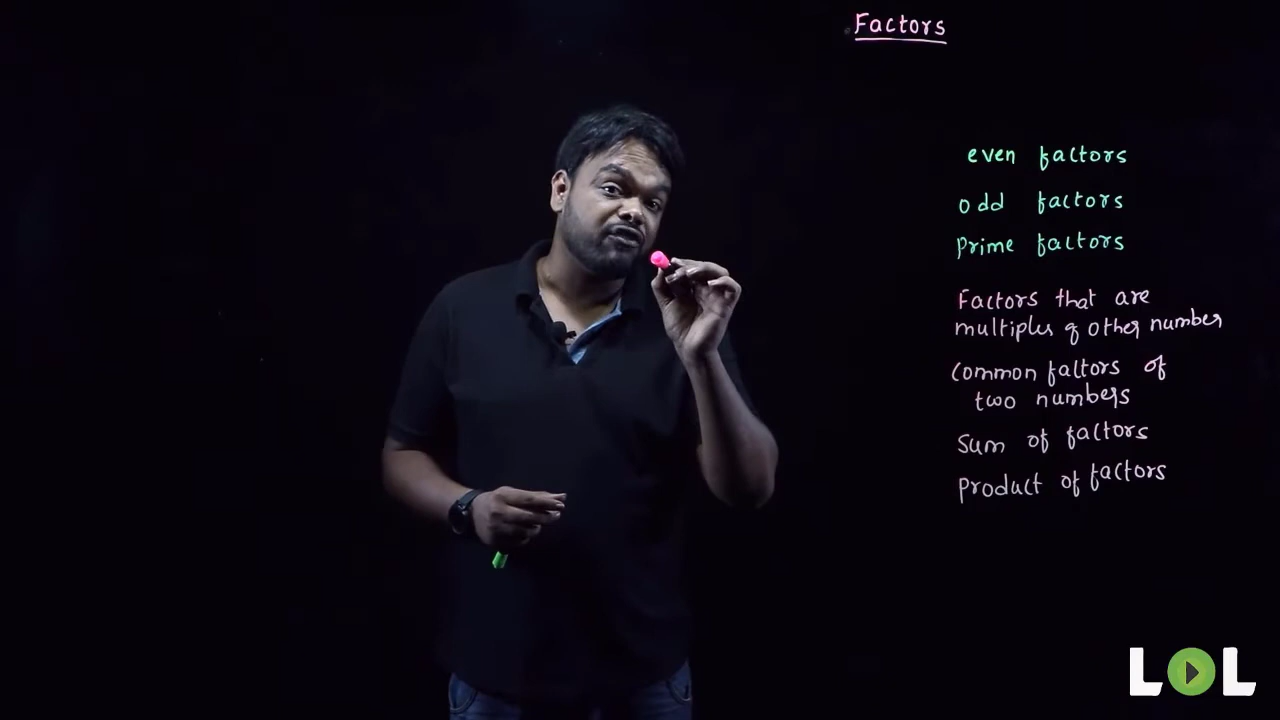 Factors
even factors
odd factors
Prime factors
Factors that are
multiples of other number
Common factors of
two numbers
Sum of factors
Product of factors
LOL